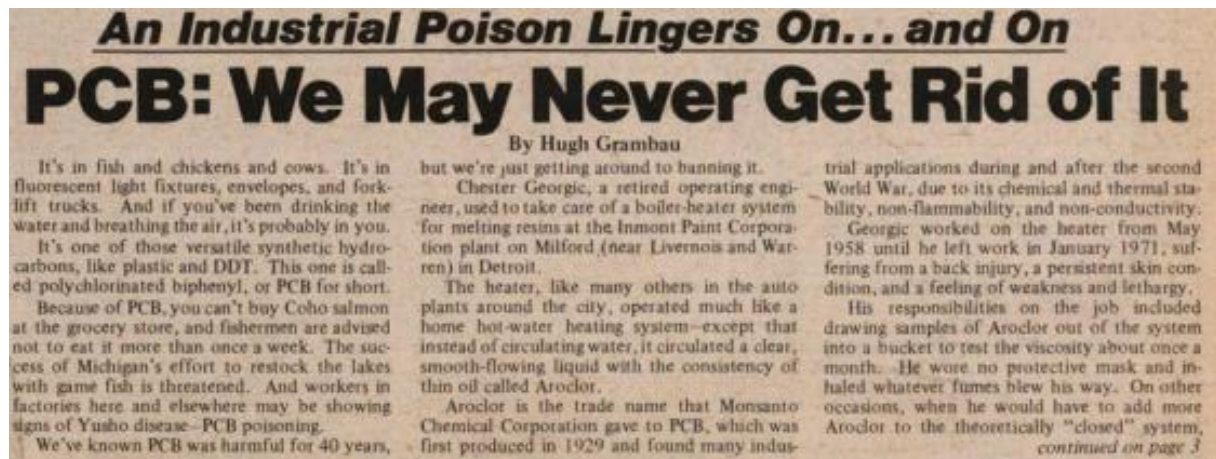 An Industrial Poison Lingers On... and On
PCB: We May Never Get Rid of It
By Hugh Grambau
It's in fish and chickens and cows. It's in
fluorescent light fixtures, envelopes, and fork-
lift trucks. And if you've been drinking the
water and breathing the air, it's probably in you.
It's one of those versatile synthetic hydro-
carbons, like plastic and DDT. This one is call-
ed polychlorinated biphenyl, or PCB for short.
Because of PCB, you can't buy Coho salmon
at the grocery store, and fishermen are advised
not to eat it more than once a week. The suc-
cess of Michigan's effort to restock the lakes
with game fish is threatened. And workers in
factories here and elsewhere may be showing
signs of Yusho disease—PCB poisoning.
We've known PCB was harmful for 40 years,
but we're just getting around to banning it.
Chester Georgic, a retired operating engi-
neer, used to take care of a boiler-heater system
for melting resins at the Inmont Paint Corpora-
tion plant on Milford (near Livernois and War-
ren) in Detroit.
The heater, like many others in the auto
plants around the city, operated much like a
home hot-water heating system—except that
instead of circulating water, it circulated a clear,
smooth-flowing liquid with the consistency of
thin oil called Aroclor.
Aroclor is the trade name that Monsanto
Chemical Corporation gave to PCB, which was
first produced in 1929 and found many indus-
trial applications during and after the second
World War, due to its chemical and thermal sta-
bility, non-flammability, and non-conductivity.
Georgic worked on the heater from May
1958 until he left work in January 1971, suf-
fering from a back injury, a persistent skin con-
dition, and a feeling of weakness and lethargy.
His responsibilities on the job included
drawing samples of Aroclor out of the system
into a bucket to test the viscosity about once a
month. He wore no protective mask and in-
haled whatever fumes blew his way. On other
occasions, when he would have to add more
Aroclor to the theoretically "closed" system,
continued on page 3